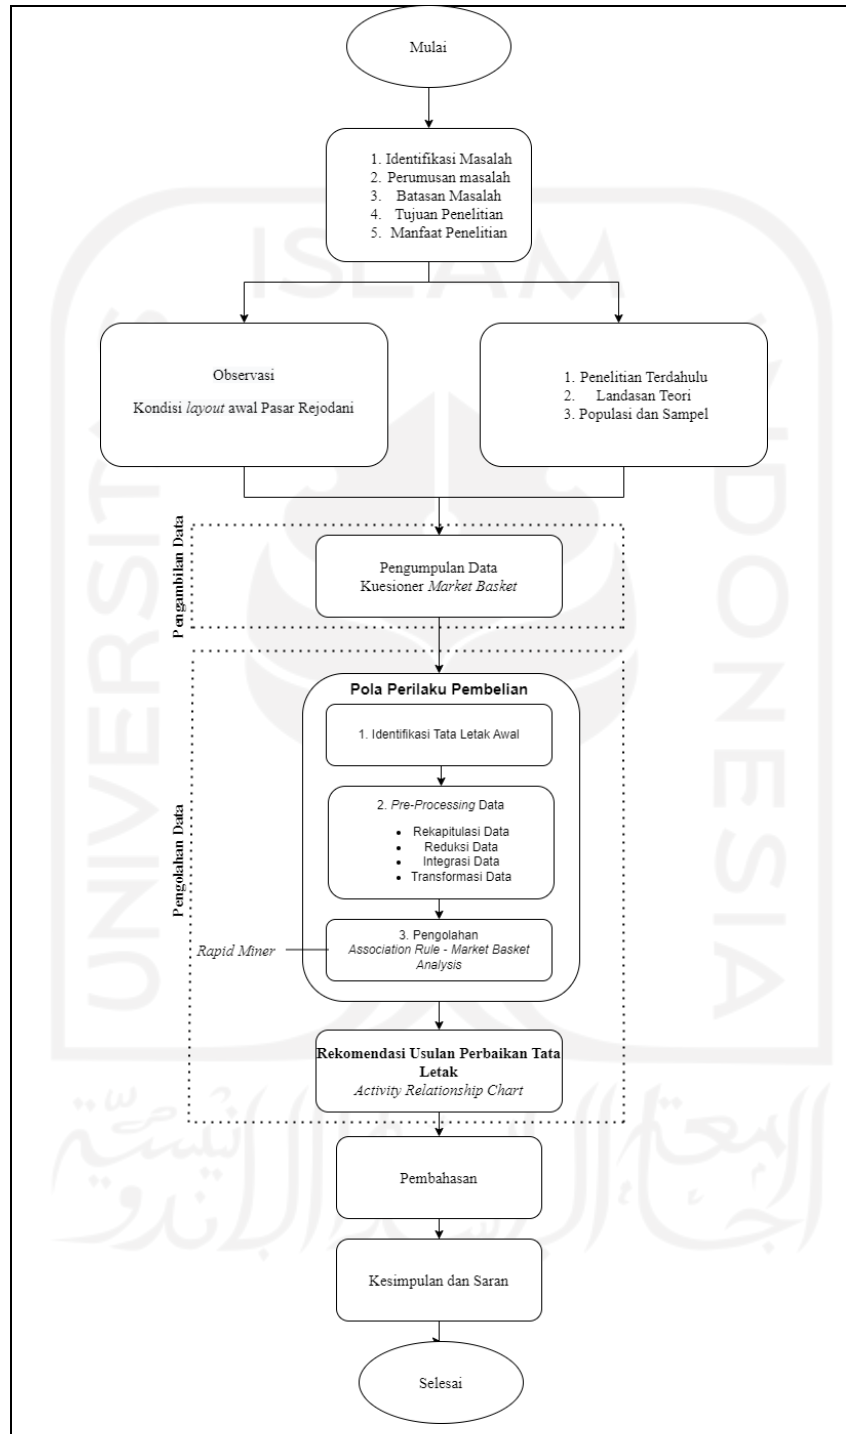 Mulai
1. Identifikasi Masalah
2. Perumusan masalah
3. Batasan Masalah
4. Tujuan Penelitian
5. Manfaat Penelitian
Observasi
Kondisi layout awal Pasar Rejodani
1. Penelitian Terdahulu
2. Landasan Teori
3. Populasi dan Sampel
Pengambilan Data
Pengumpulan Data
Kuesioner Market Basket
Pengolahan Data
Pola Perilaku Pembelian
1. Identifikasi Tata Letak Awal
2. Pre-Processing Data
• Rekapitulasi Data
• Reduksi Data
• Integrasi Data
• Transformasi Data
Rapid Miner
3. Pengolahan
Association Rule - Market Basket
Analysis
Rekomendasi Usulan Perbaikan Tata
Letak
Activity Relationship Chart
Pembahasan
Kesimpulan dan Saran
Selesai
UNIVERSITAS
ISLAM
INDONESIA